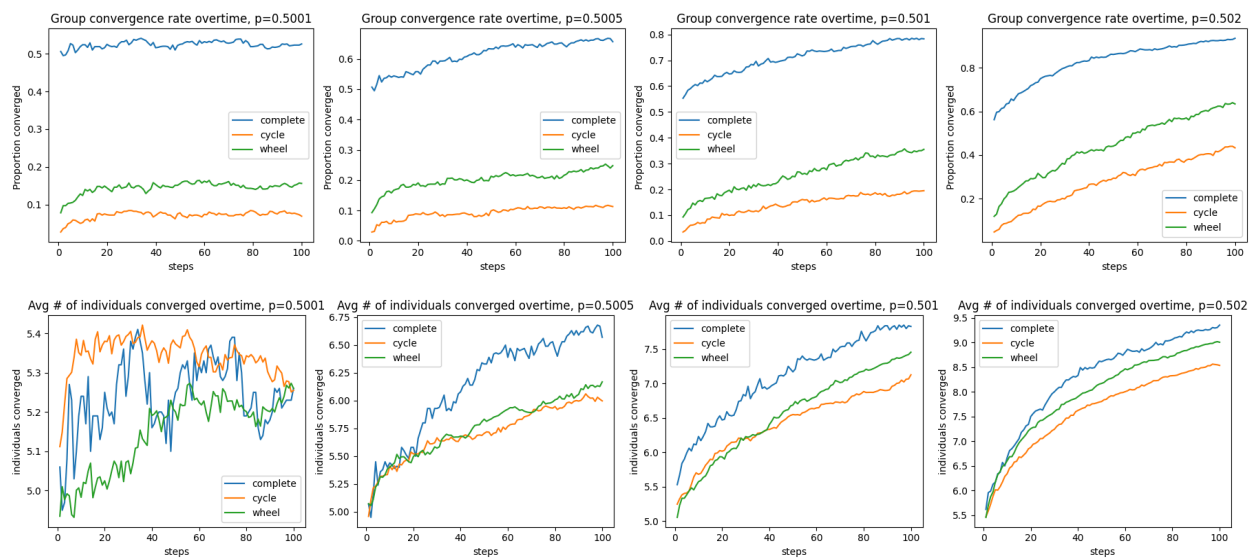 Group convergence rate overtime, p=0.5001
Proportion converged
0.5
0.4
0.3
0.2
0.1
complete
cycle
wheel
0 20 40 60 80 100
steps
Group convergence rate overtime, p=0.5005
Proportion converged
0.6
0.4
0.2
0.0
complete
cycle
wheel
0 20 40 60 80 100
steps
Group convergence rate overtime, p=0.501
Proportion converged
0.8
0.7
0.6
0.5
0.4
0.3
0.2
0.1
0.0
complete
cycle
wheel
0 20 40 60 80 100
steps
Group convergence rate overtime, p=0.502
Proportion converged
0.8
0.6
0.4
0.2
complete
cycle
wheel
0 20 40 60 80 100
steps
Avg # of individuals converged overtime, p=0.5001
individuals converged
5.4
5.3
5.2
5.1
5.0
complete
cycle
wheel
0 20 40 60 80 100
steps
Avg # of individuals converged overtime, p=0.5005
individuals converged
6.75
6.50
6.25
6.00
5.75
5.50
5.25
5.00
complete
cycle
wheel
0 20 40 60 80 100
steps
Avg # of individuals converged overtime, p=0.501
individuals converged
7.5
7.0
6.5
6.0
5.5
5.0
complete
cycle
wheel
0 20 40 60 80 100
steps
Avg # of individuals converged overtime, p=0.502
individuals converged
9.5
9.0
8.5
8.0
7.5
7.0
6.5
6.0
5.5
complete
cycle
wheel
0 20 40 60 80 100
steps